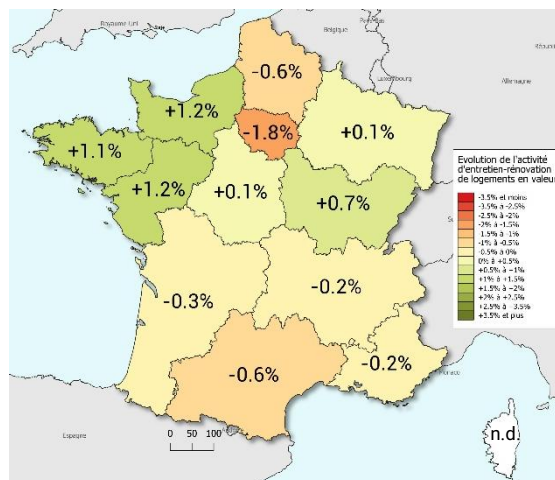 Royaume Uni
Belgique
Pays-Bas
Luxembourg
Allemagne
-0.6%
+1.2%
-1.8%
+0.1%
+1.1%
+1.2%
+0.1%
+0.7%
Evolution de l'activité
d'entretien-rénovation
de logements en valeur
-3.5% et moins
-3.5% à -2.5%
-2.5% à -2%
-2% à -1.5%
-1.5% à -1%
-1% à -0.5%
-0.5% à 0%
0% à +0.5%
+0.5% à +1%
+1% à +1.5%
+1.5% à +2%
+2% à +2.5%
+2.5% à +3.5%
+3.5% et plus
-0.3%
-0.2%
-0.6%
-0.2%
Monaco
Espagne
0 50 100
n.d.